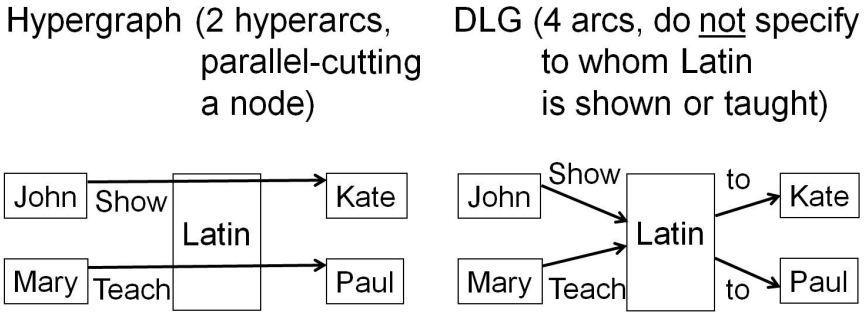 Hypergraph (2 hyperarcs,
parallel-cutting
a node)
John
Show
Kate
Latin
Mary
Teach
Paul
DLG (4 arcs, do not specify
to whom Latin
is shown or taught)
John
Show
to
Kate
Latin
Mary
Teach
to
Paul